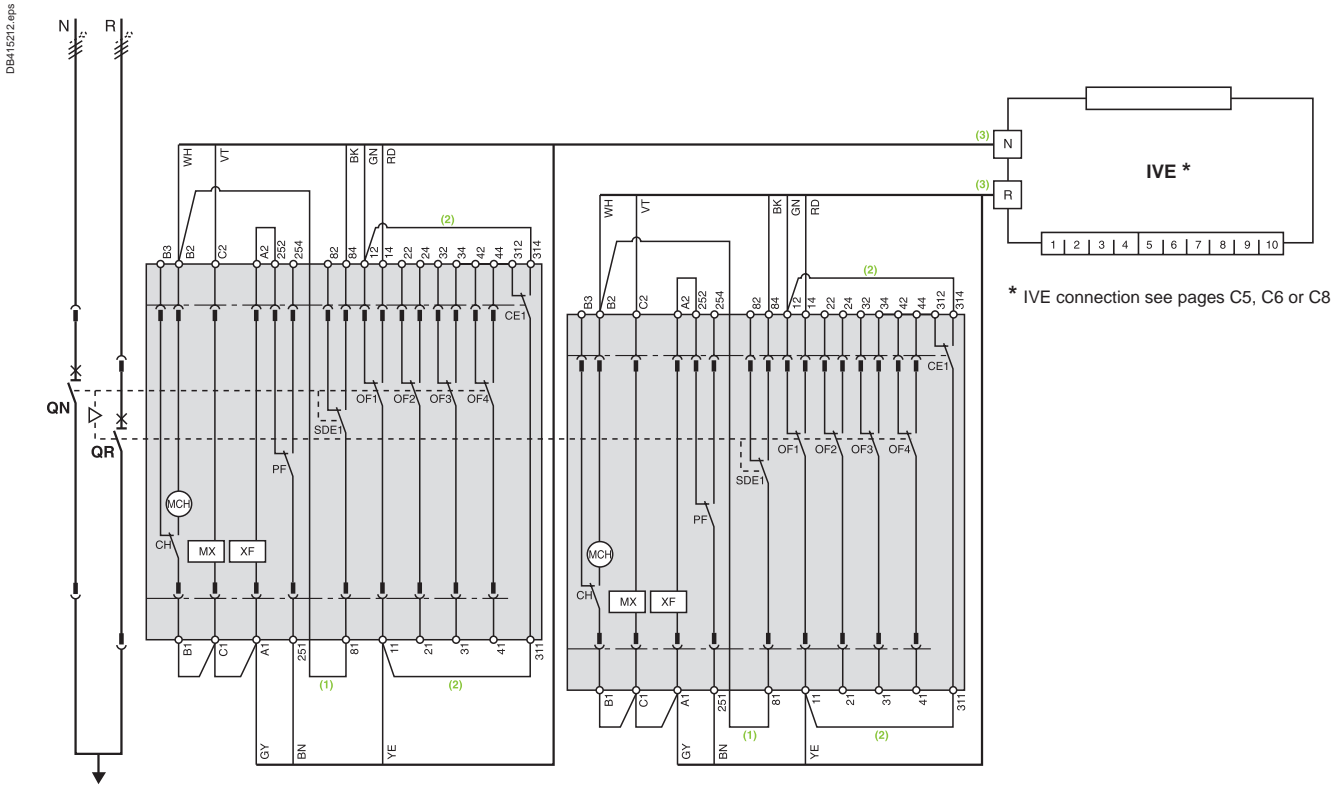 DB415212.eps
N R
(3) N
IVE *
(3) R
1 2 3 4 5 6 7 8 9 10
* IVE connection see pages C5, C6 or C8
WH VT BK GN RD
(2)
B3 B2 C2 A2 252 254 82 84 12 14 22 24 32 34 42 44 312 314
CE1
QN
QR
OF1 OF2 OF3 OF4
SDE1
PF
MCH
CH MX XF
B1 C1 A1 251 81 11 21 31 41 311
(1) (2)
GY BN YE
WH VT BK GN RD
(2)
B3 B2 C2 A2 252 254 82 84 12 14 22 24 32 34 42 44 312 314
CE1
OF1 OF2 OF3 OF4
SDE1
PF
MCH
CH MX XF
B1 C1 A1 251 81 11 21 31 41 311
(1) (2)
GY BN YE